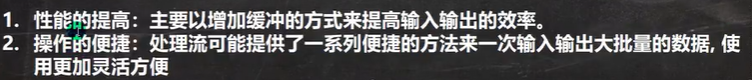 1. 性能的提高：主要以增加缓冲的方式来提高输入输出的效率。
2. 操作的便捷：处理流可能提供了一系列便捷的方法来一次输入输出大批量的数据, 使
用更加灵活方便